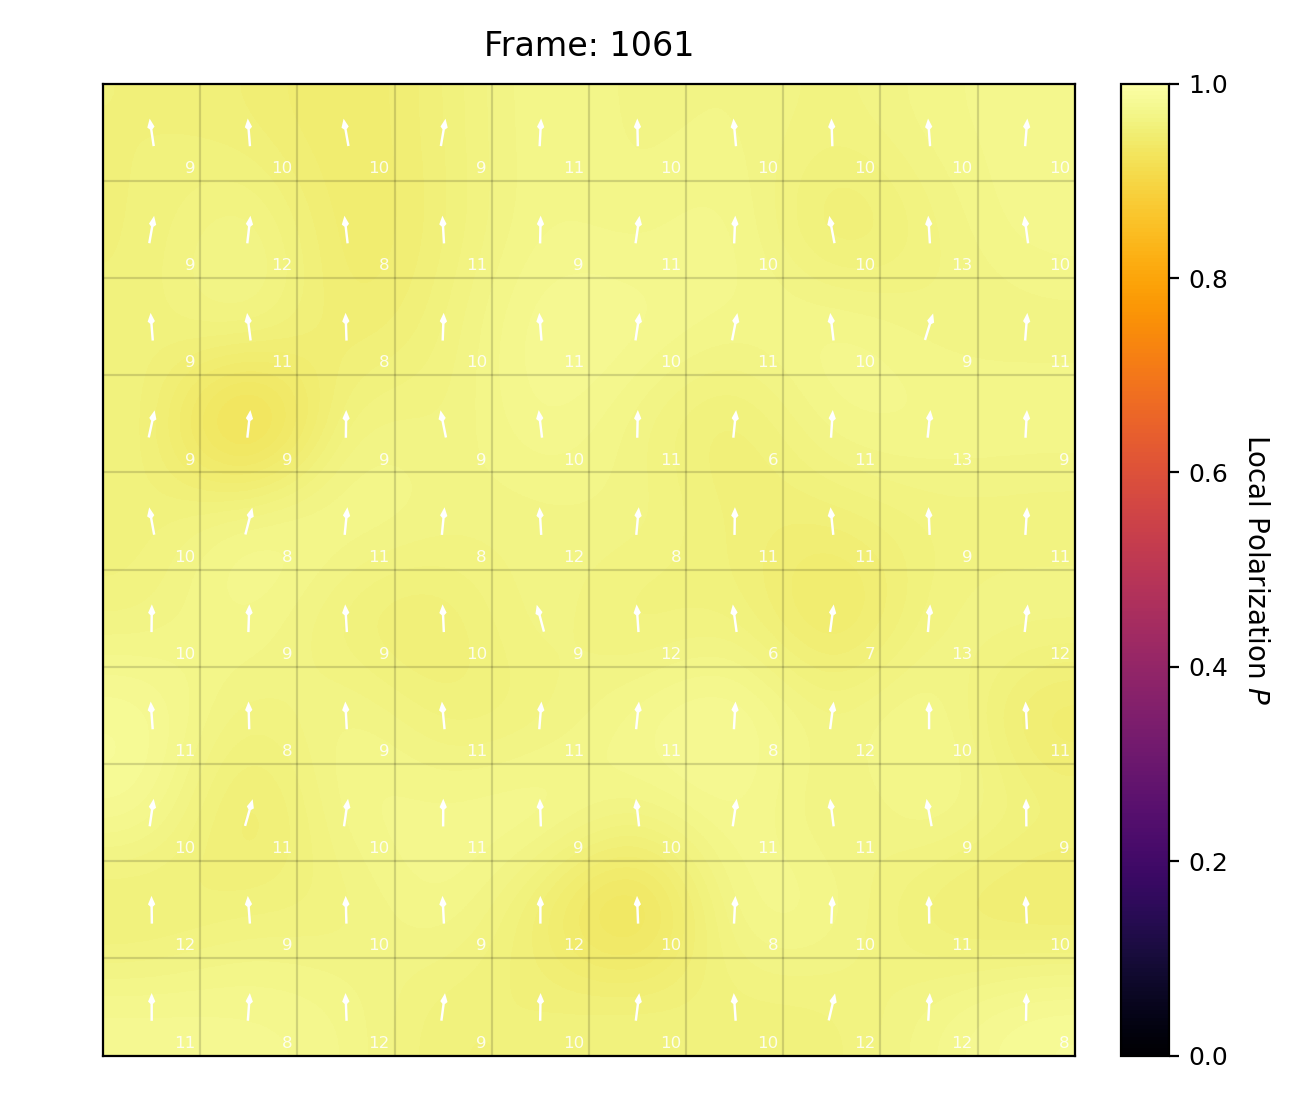 Frame: 1061
9 10 10 9 11 10 10 10 10 10
9 12 8 11 9 11 10 10 13 10
9 11 8 10 11 10 11 10 9 11
9 9 9 9 10 11 6 11 13 9
10 8 11 8 12 8 11 11 9 11
10 9 9 10 9 12 6 7 13 12
11 8 9 11 11 11 8 12 10 11
10 11 10 11 9 10 11 11 9 9
12 9 10 9 12 10 8 10 11 10
11 8 12 9 10 10 10 12 12 8
1.0
0.8
0.6
0.4
0.2
0.0
Local Polarization P